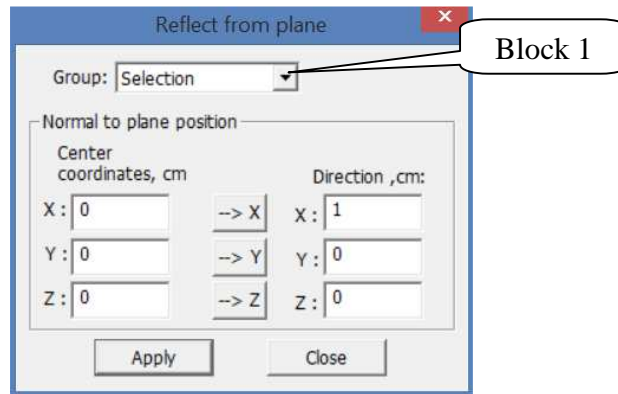 Reflect from plane
x
Block 1
Group: Selection
Normal to plane position
Center
coordinates, cm
Direction ,cm:
X : 0 --> X X : 1
Y : 0 --> Y Y : 0
Z : 0 --> Z Z : 0
Apply Close